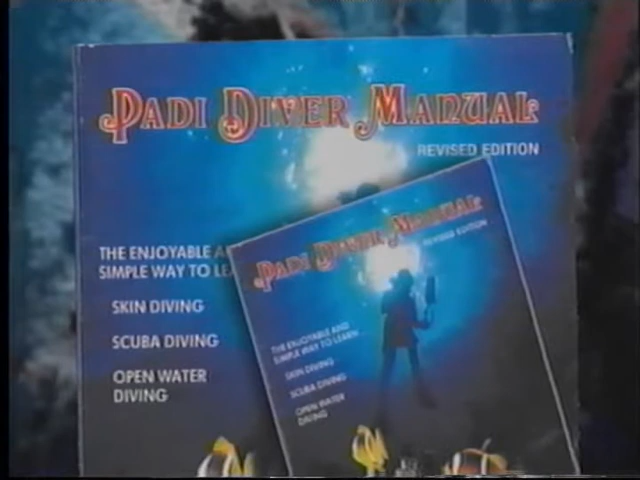 PADI DIVER MANUAL
REVISED EDITION
THE ENJOYABLE A
SIMPLE WAY TO LE
SKIN DIVING
SCUBA DIVING
OPEN WATER
DIVING
PADI DIVER MANUAL
REVISED EDITION
THE ENJOYABLE AND
SIMPLE WAY TO LEARN
SKIN DIVING
SCUBA DIVING
OPEN WATER
DIVING